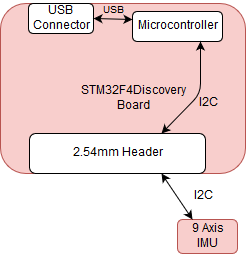 USB
Connector
USB
Microcontroller
STM32F4Discovery
Board
I2C
2.54mm Header
I2C
9 Axis
IMU